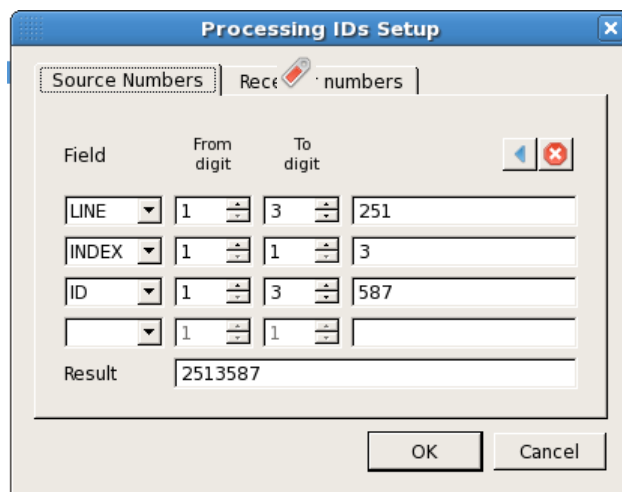 Processing IDs Setup
Source Numbers
Rece r numbers
Field
From digit
To digit
LINE 1 3 251
INDEX 1 1 3
ID 1 3 587
1 1
Result 2513587
OK Cancel